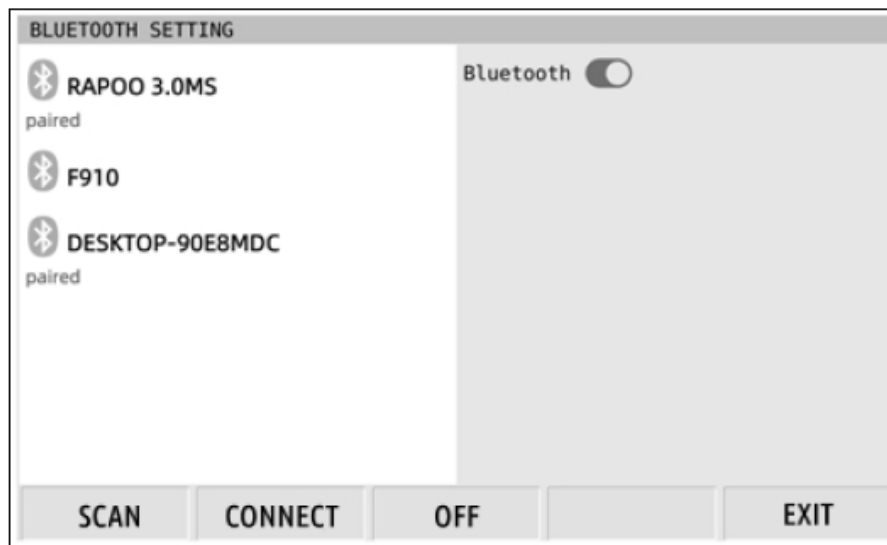 BLUETOOTH SETTING
RAPOO 3.0MS
paired
F910
DESKTOP-90E8MDC
paired
Bluetooth
SCAN
CONNECT
OFF
EXIT